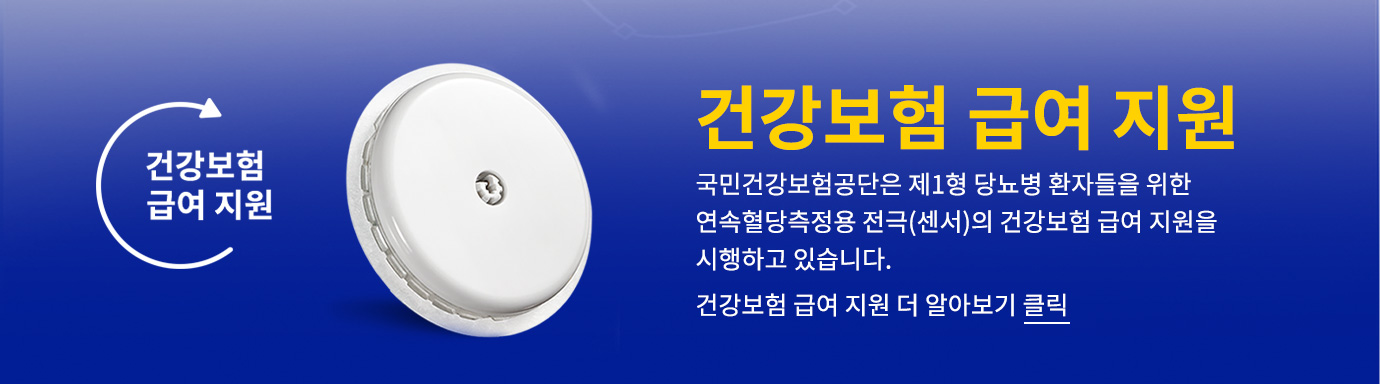 건강보험
급여 지원
건강보험 급여 지원
국민건강보험공단은 제1형 당뇨병 환자들을 위한
연속혈당측정용 전극(센서)의 건강보험 급여 지원을
시행하고 있습니다.
건강보험 급여 지원 더 알아보기 클릭